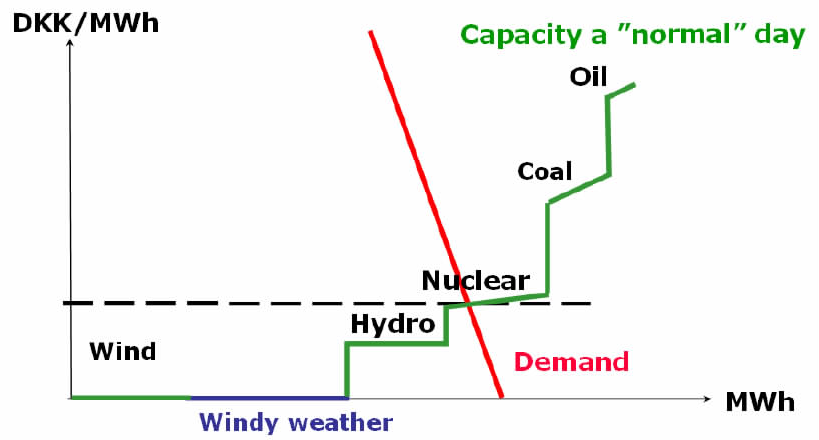 DKK/MWh
Capacity a ”normal” day
Oil
Coal
Nuclear
Hydro
Wind
Demand
MWh
Windy weather